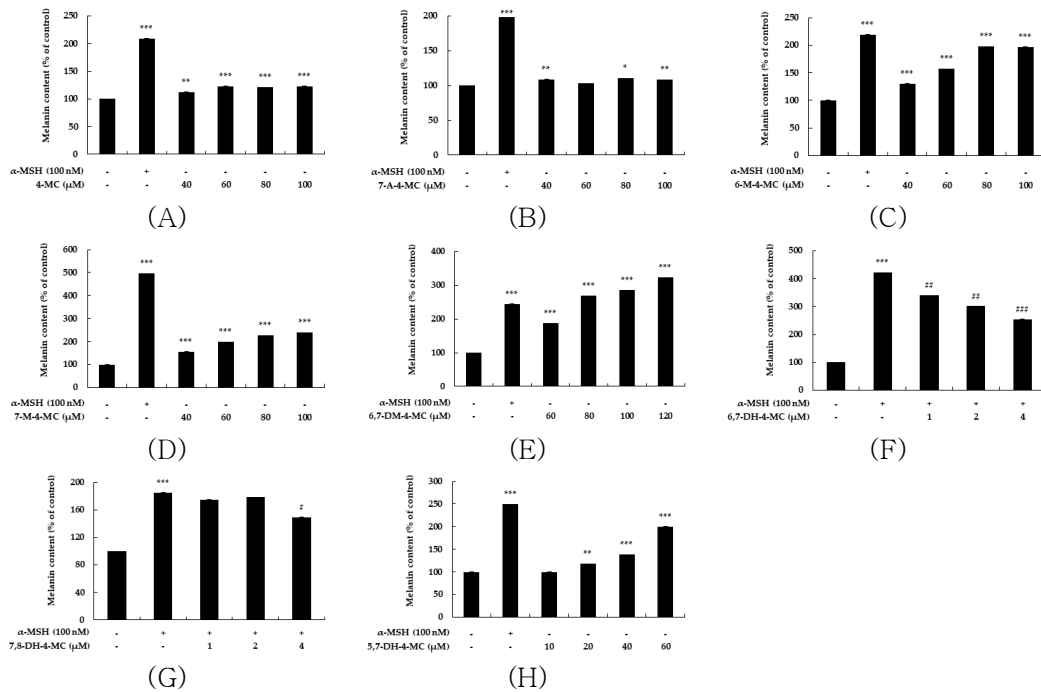 Melanin content (% of control)
250
200
150
100
50
0
***
**
***
***
***
α-MSH (100 nM) - + - - - -
4-MC (μM) - - 40 60 80 100
(A)
Melanin content (% of control)
200
150
100
50
0
***
**
*
**
α-MSH (100 nM) - + - - - -
7-A-4-MC (μM) - - 40 60 80 100
(B)
Melanin content (% of control)
250
200
150
100
50
0
***
***
***
***
***
α-MSH (100 nM) - + - - - -
6-M-4-MC (μM) - - 40 60 80 100
(C)
Melanin content (% of control)
600
500
400
300
200
100
0
***
***
***
***
***
α-MSH (100 nM) - + - - - -
7-M-4-MC (μM) - - 40 60 80 100
(D)
Melanin content (% of control)
400
300
200
100
0
***
***
***
***
***
α-MSH (100 nM) - + - - - -
6,7-DM-4-MC (μM) - - 60 80 100 120
(E)
Melanin content (% of control)
500
400
300
200
100
0
***
##
##
###
α-MSH (100 nM) - + + + +
6,7-DH-4-MC (μM) - - 1 2 4
(F)
Melanin content (% of control)
200
160
120
80
40
0
***
#
α-MSH (100 nM) - + + + +
7,8-DH-4-MC (μM) - - 1 2 4
(G)
Melanin content (% of control)
300
250
200
150
100
50
0
***
**
***
***
α-MSH (100 nM) - + - - - -
5,7-DH-4-MC (μM) - - 10 20 40 60
(H)